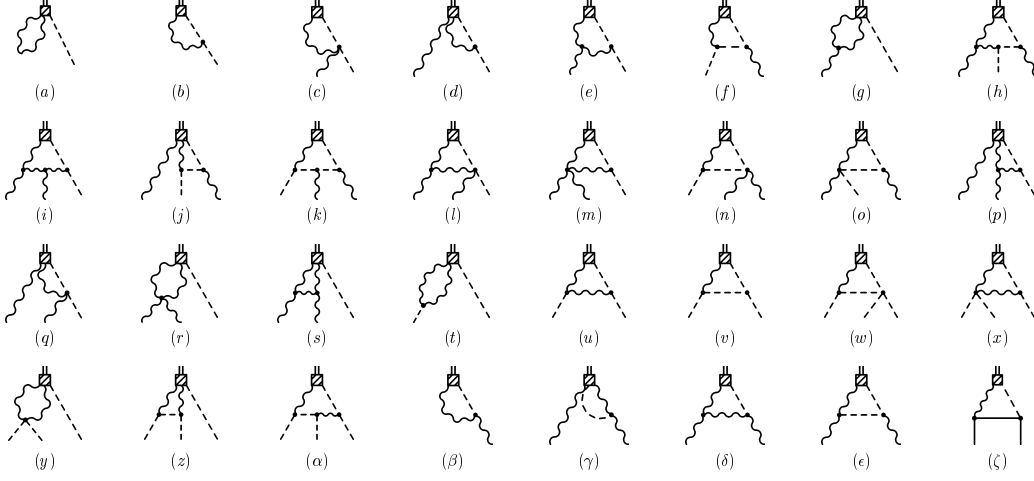 (a) (b) (c) (d) (e) (f) (g) (h)
(i) (j) (k) (l) (m) (n) (o) (p)
(q) (r) (s) (t) (u) (v) (w) (x)
(y) (z) (α) (β) (γ) (δ) (ϵ) (ζ)